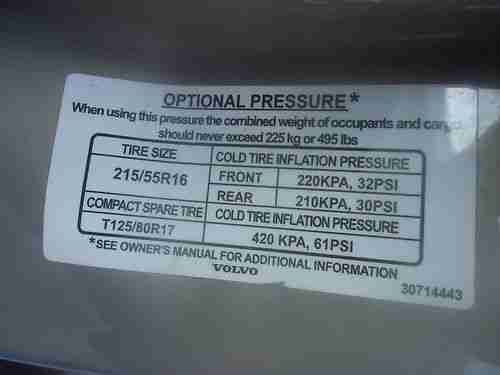 OPTIONAL PRESSURE*
When using this pressure the combined weight of occupants and cargo
should never exceed 225 kg or 495 lbs
TIRE SIZE
COLD TIRE INFLATION PRESSURE
215/55R16
FRONT
220KPA, 32PSI
REAR
210KPA, 30PSI
COMPACT SPARE TIRE
COLD TIRE INFLATION PRESSURE
T125/80R17
420 KPA, 61PSI
*SEE OWNER'S MANUAL FOR ADDITIONAL INFORMATION
VOLVO
30714443